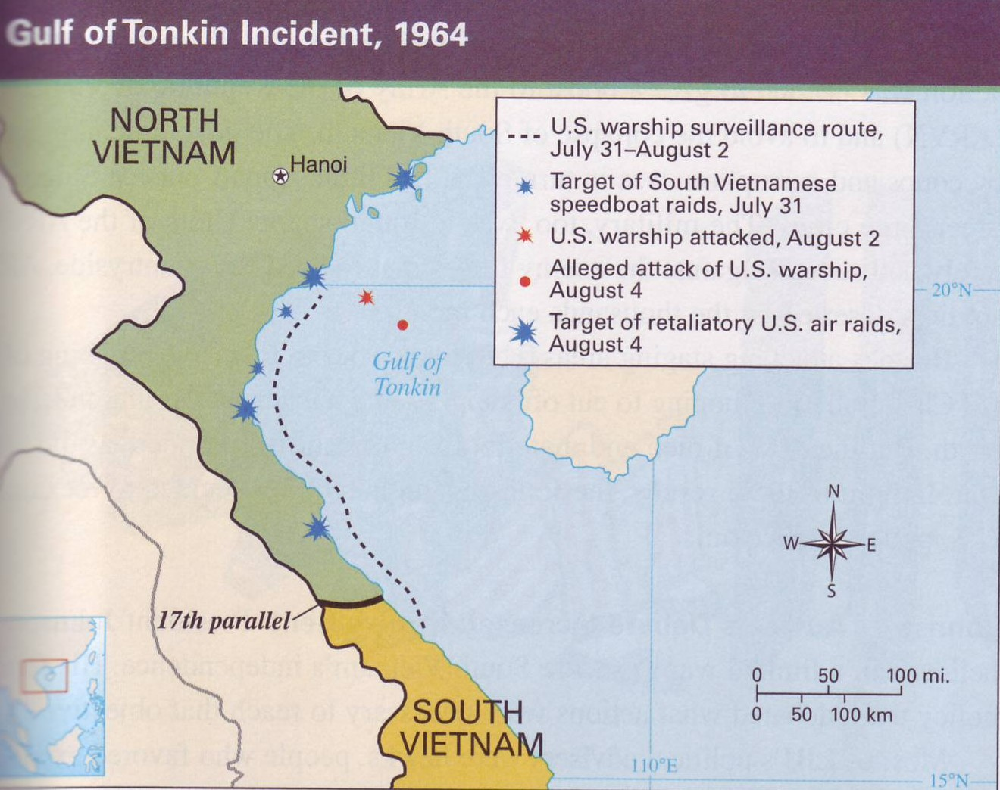 Gulf of Tonkin Incident, 1964
NORTH
VIETNAM
Hanoi
U.S. warship surveillance route,
July 31–August 2
Target of South Vietnamese
speedboat raids, July 31
U.S. warship attacked, August 2
Alleged attack of U.S. warship,
August 4
Target of retaliatory U.S. air raids,
August 4
20°N
Gulf of
Tonkin
N
W
E
S
17th parallel
0 50 100 mi.
0 50 100 km
SOUTH
VIETNAM
110°E
15°N